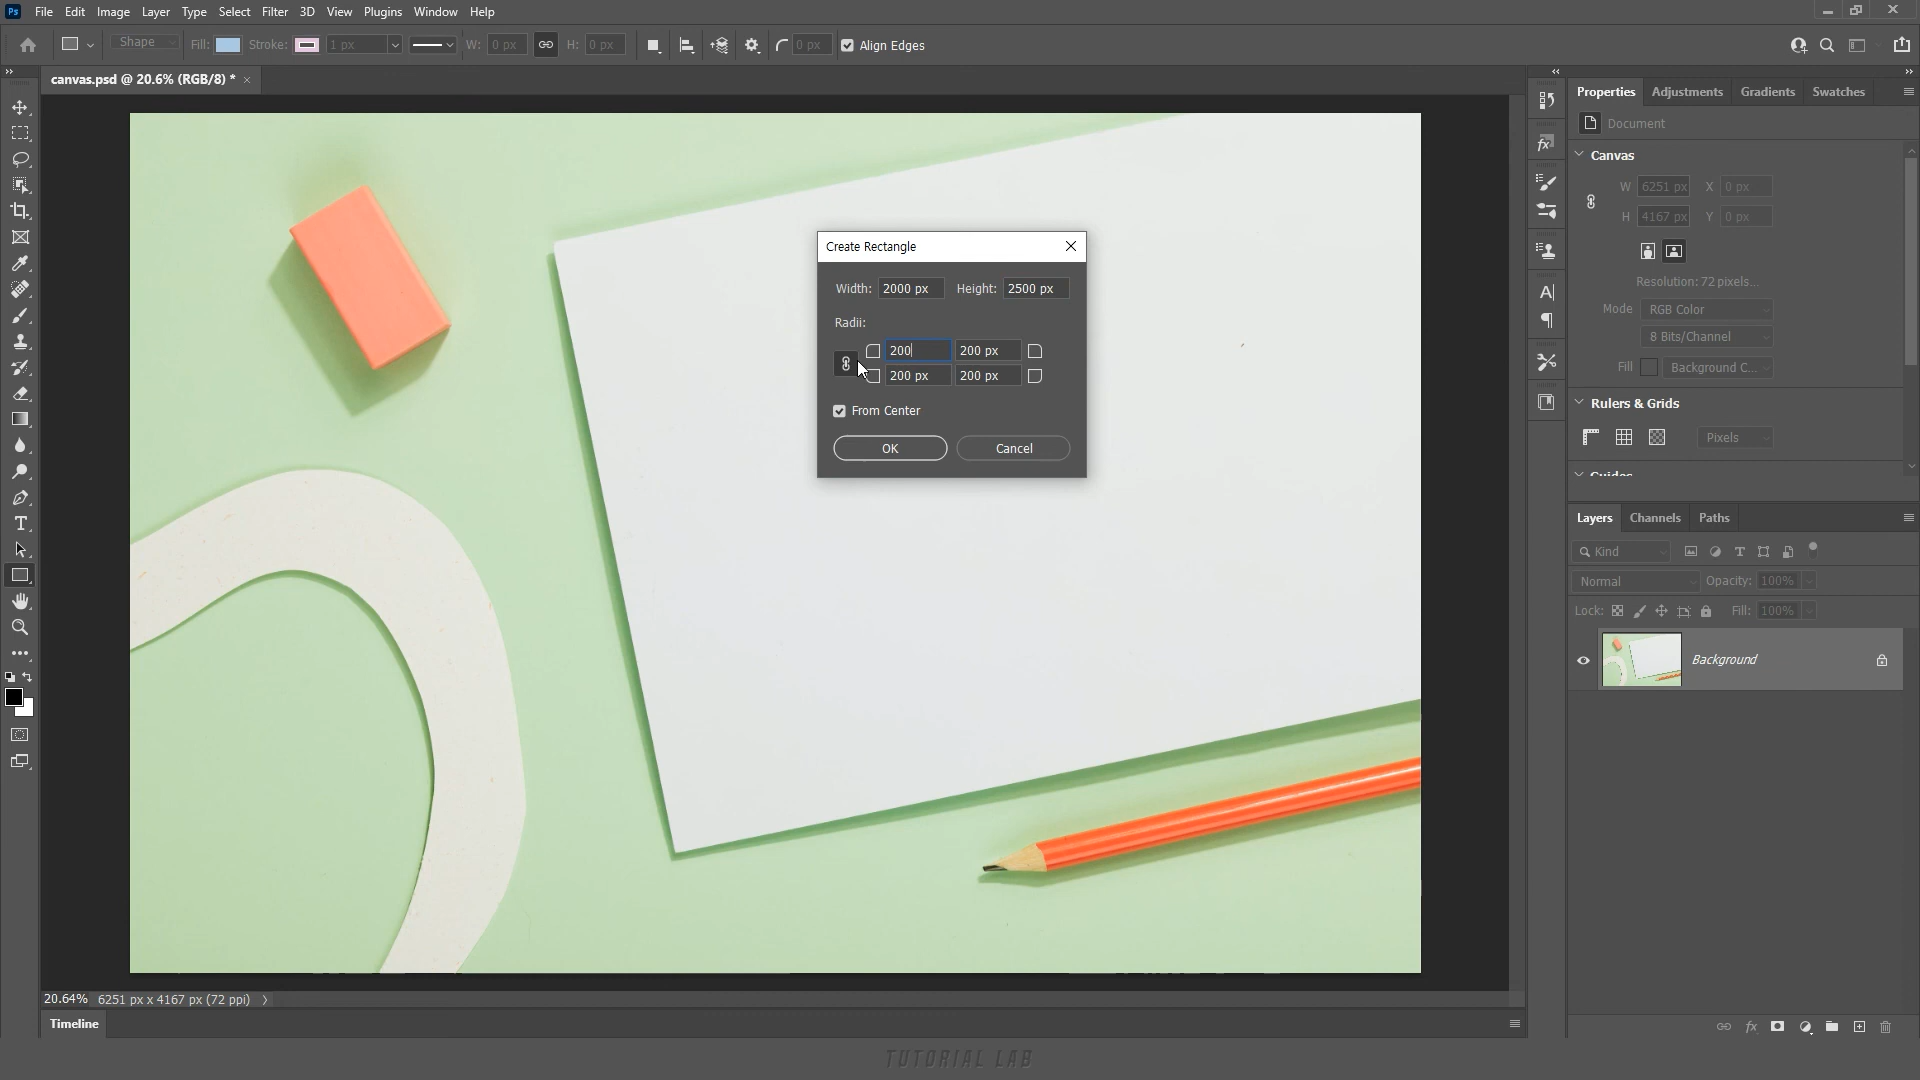 Ps File Edit Image Layer Type Select Filter 3D View Plugins Window Help
Shape Fill: Stroke: 1 px W: 0 px H: 0 px 0 px Align Edges
canvas.psd @ 20.6% (RGB/8) * ×
Properties Adjustments Gradients Swatches
Document
Canvas
W 6251 px X 0 px
H 4167 px Y 0 px
Resolution: 72 pixels...
Mode RGB Color
8 Bits/Channel
Fill Background C...
Rulers & Grids
Pixels
Guides
Create Rectangle
Width: 2000 px Height: 2500 px
Radii:
200 200 px
200 px 200 px
From Center
OK Cancel
Layers Channels Paths
Kind
Normal Opacity: 100%
Lock: Fill: 100%
Background
20.64% 6251 px x 4167 px (72 ppi)
Timeline
TUTORIAL LAB